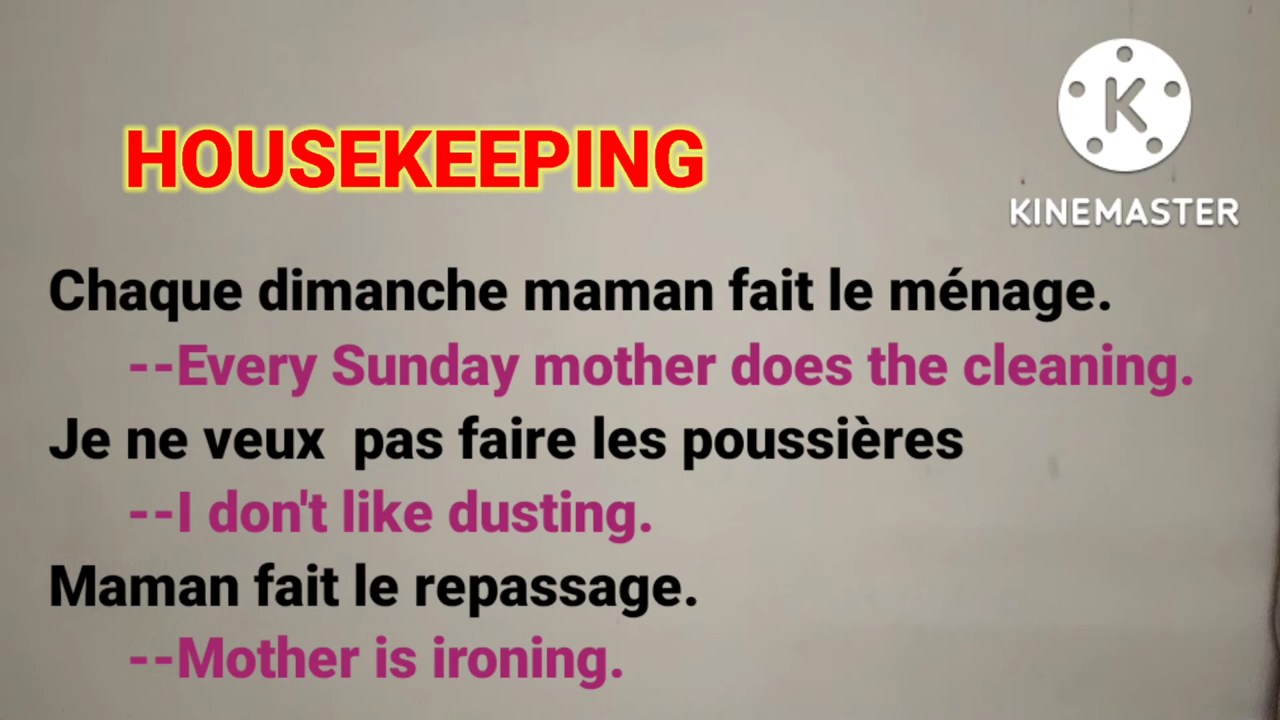 HOUSEKEEPING
KINEMASTER
Chaque dimanche maman fait le ménage.
--Every Sunday mother does the cleaning.
Je ne veux pas faire les poussières
--I don't like dusting.
Maman fait le repassage.
--Mother is ironing.